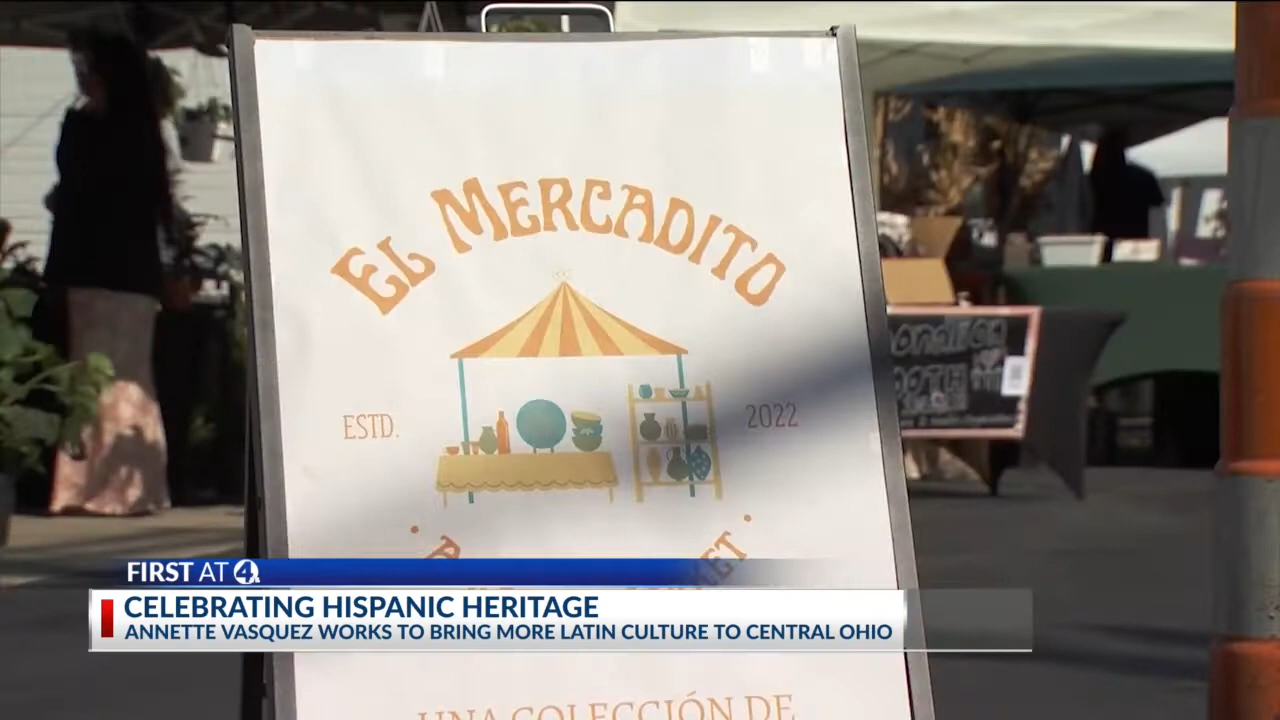 EL MERCADITO
ESTD.
2022
FIRST AT 4
CELEBRATING HISPANIC HERITAGE
ANNETTE VASQUEZ WORKS TO BRING MORE LATIN CULTURE TO CENTRAL OHIO
UNA COLECCIÓN DE